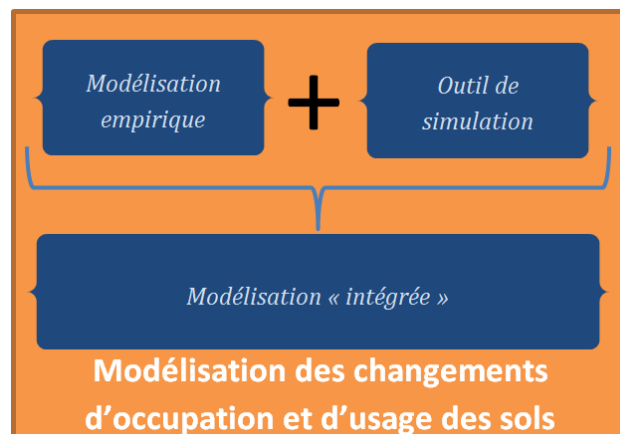 Modélisation
empirique
+
Outil de
simulation
Modélisation « intégrée »
Modélisation des changements
d’occupation et d’usage des sols